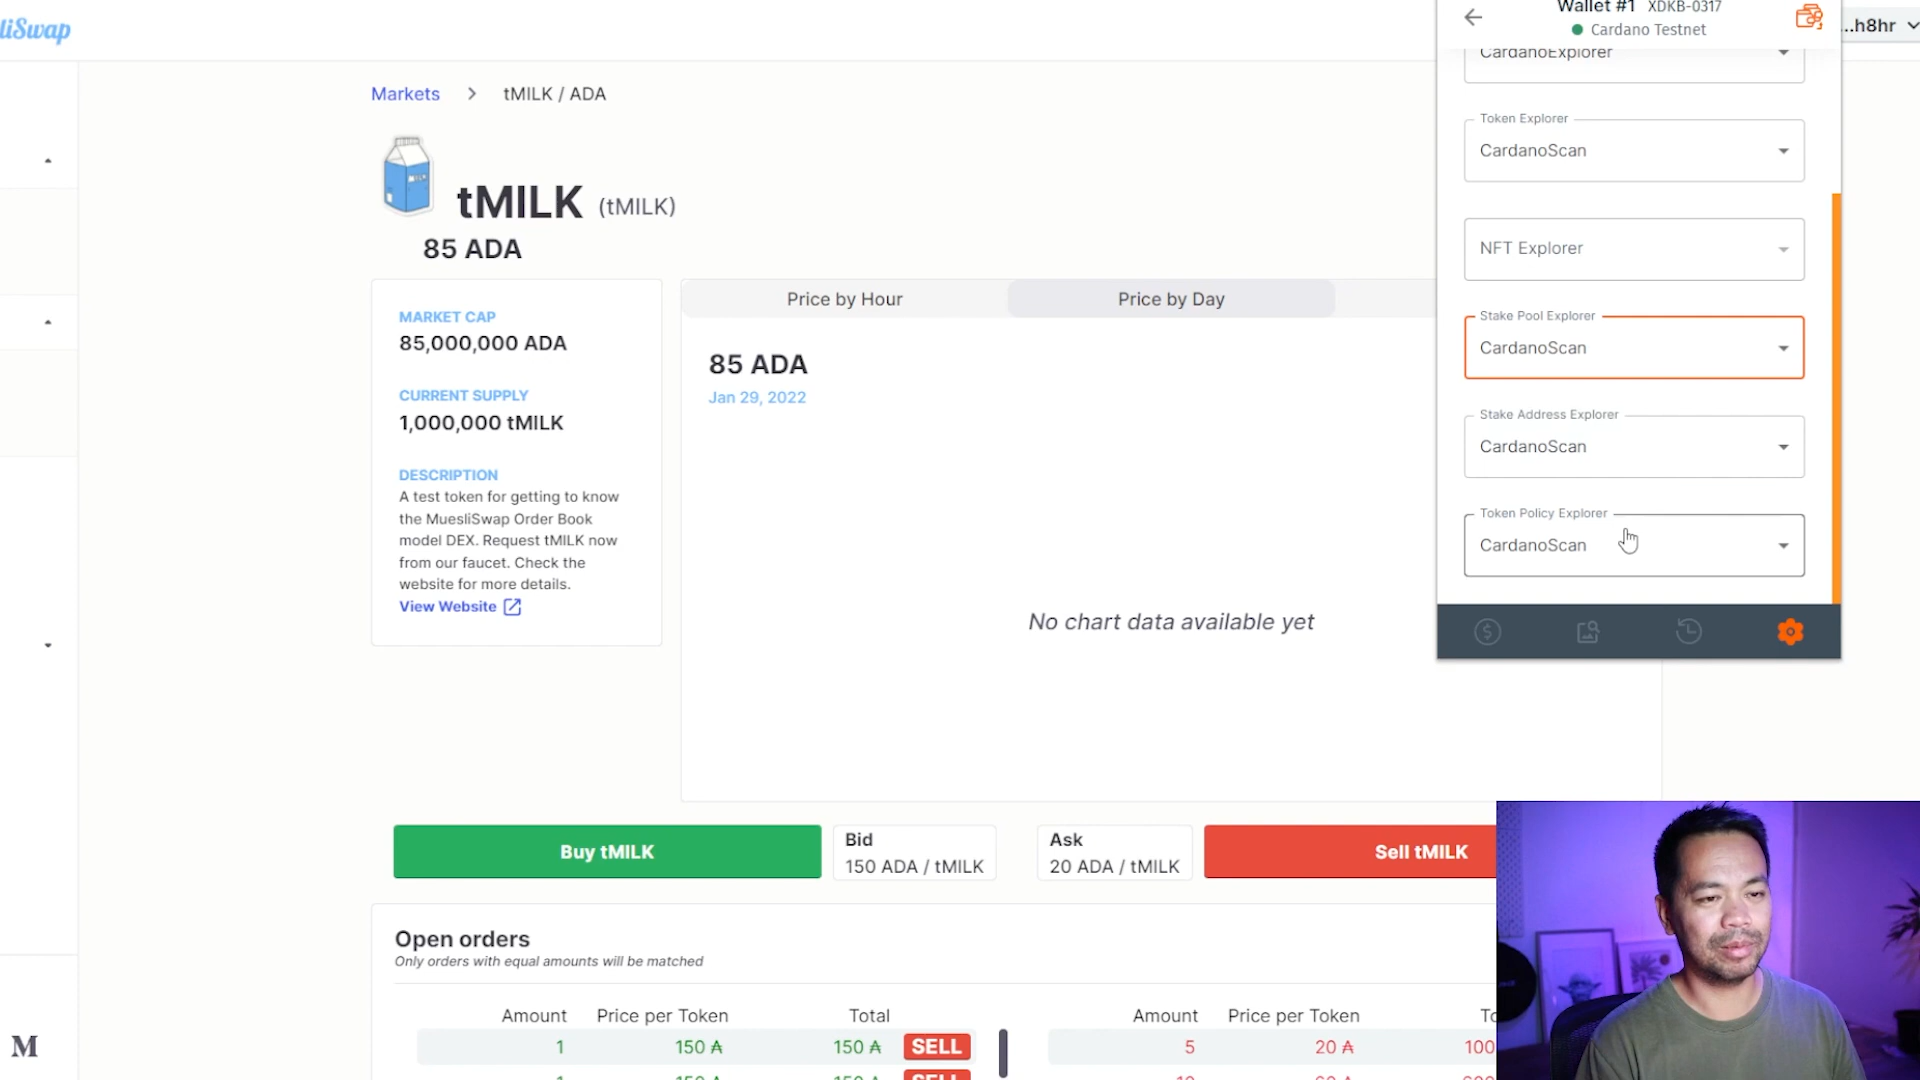 liSwap
Markets > tMILK / ADA
tMILK (tMILK)
85 ADA
MARKET CAP
85,000,000 ADA
CURRENT SUPPLY
1,000,000 tMILK
DESCRIPTION
A test token for getting to know
the MuesliSwap Order Book
model DEX. Request tMILK now
from our faucet. Check the
website for more details.
View Website
Price by Hour
Price by Day
85 ADA
Jan 29, 2022
No chart data available yet
Buy tMILK
Bid
150 ADA / tMILK
Ask
20 ADA / tMILK
Sell tMILK
Open orders
Only orders with equal amounts will be matched
Amount Price per Token Total
1 150 ₳ 150 ₳ SELL
Amount Price per Token To
5 20 ₳ 100
M
Wallet #1 XDKB-0317
Cardano Testnet
...h8hr
CardanoExplorer
Token Explorer
CardanoScan
NFT Explorer
Stake Pool Explorer
CardanoScan
Stake Address Explorer
CardanoScan
Token Policy Explorer
CardanoScan